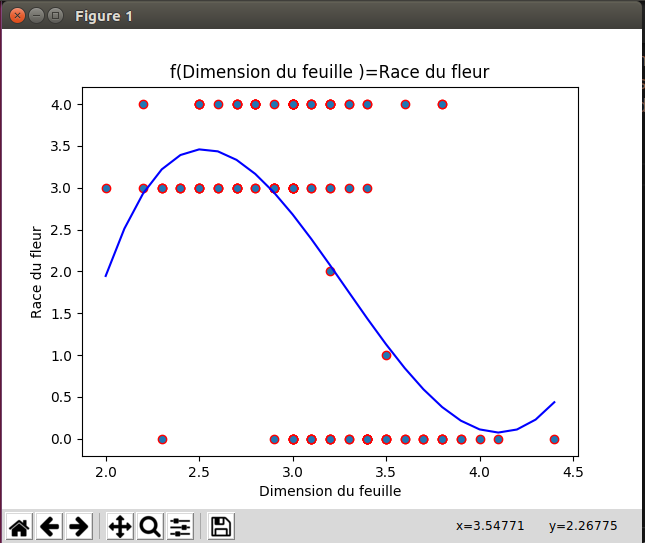 Figure 1
f(Dimension du feuille )=Race du fleur
4.0
3.5
3.0
2.5
2.0
1.5
1.0
0.5
0.0
Race du fleur
2.0 2.5 3.0 3.5 4.0 4.5
Dimension du feuille
x=3.54771 y=2.26775